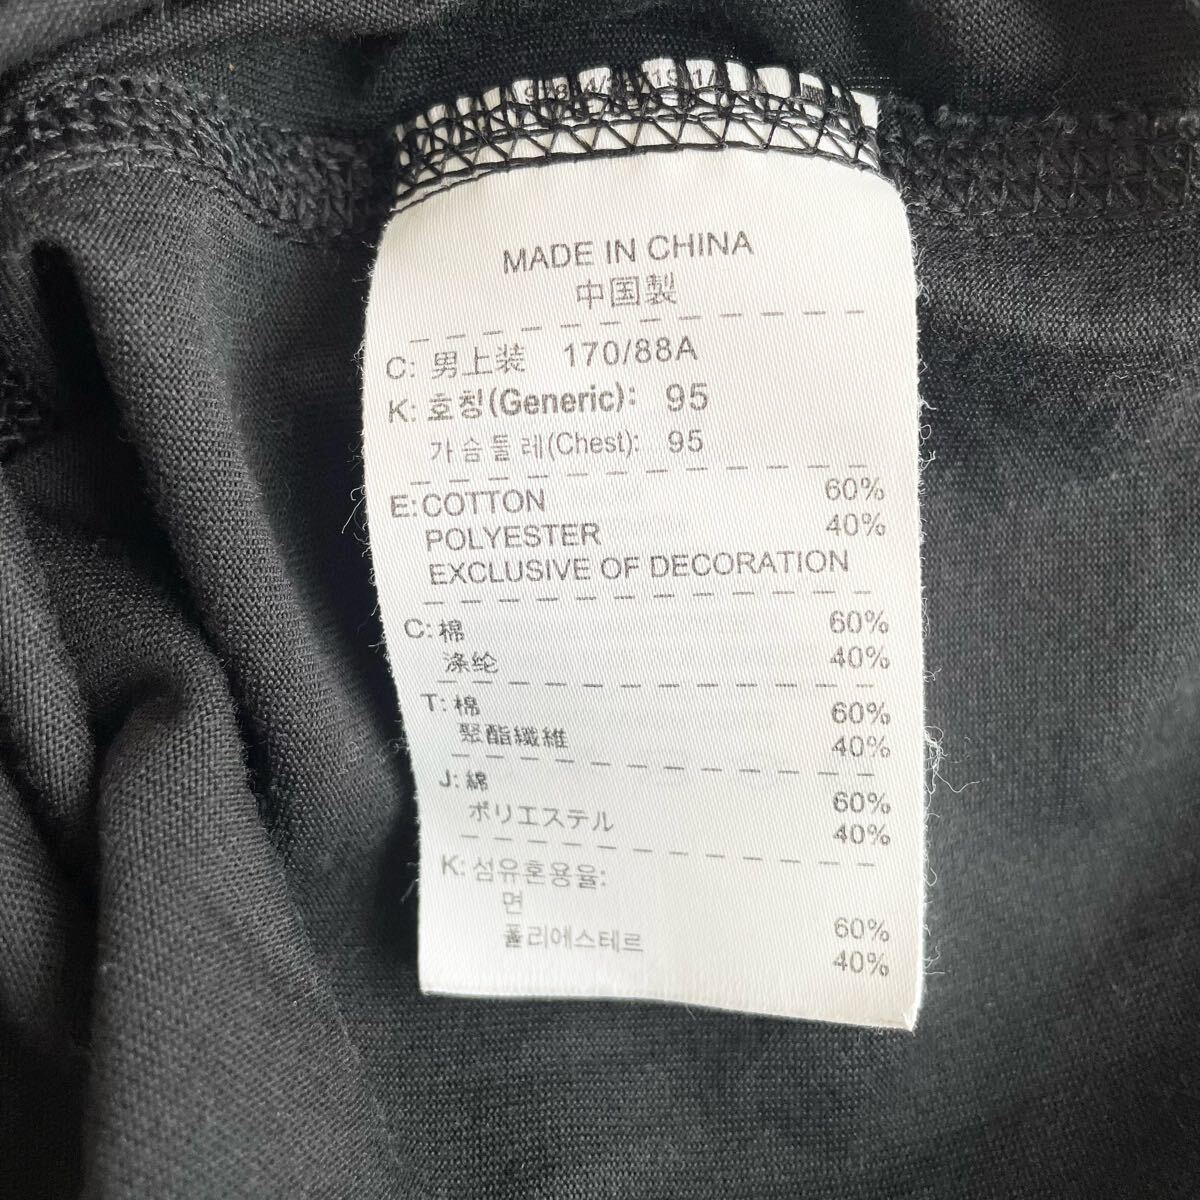 MADE IN CHINA
中国製
C: 男上装 170/88A
K: 호칭(Generic): 95
가슴둘레(Chest): 95
E: COTTON 60%
POLYESTER 40%
EXCLUSIVE OF DECORATION
C: 棉 60%
涤纶 40%
T: 棉 60%
聚酯纖維 40%
J: 綿 60%
ポリエステル 40%
K: 섬유혼용율:
면 60%
폴리에스테르 40%